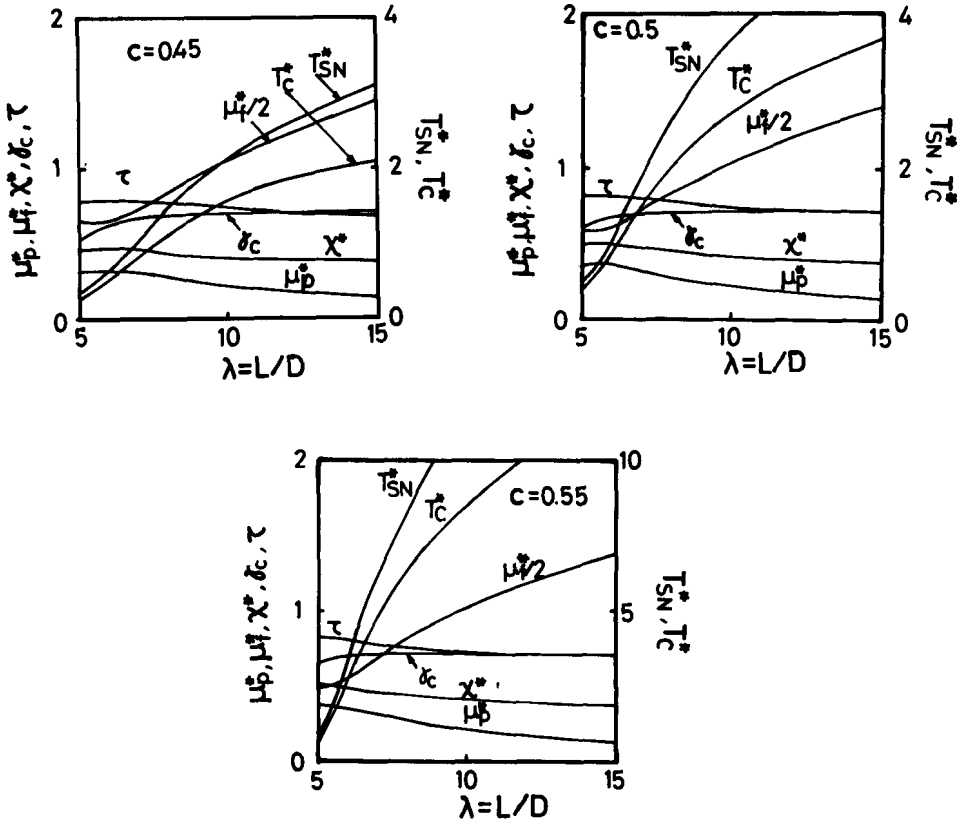 2
C=0.45
T*SN
T*C
μ*f/2
τ
γC
χ*
μ*p
1
0
4
2
0
5
10
15
λ=L/D
μ*p, μ*f, χ*, γC, τ
T*SN, T*C
2
C=0.5
T*SN
T*C
μ*f/2
τ
γC
χ*
μ*p
1
0
4
2
0
5
10
15
λ=L/D
μ*p, μ*f, χ*, γC, τ
T*SN, T*C
2
T*SN
T*C
C=0.55
μ*f/2
τ
γC
χ*
μ*p
1
0
10
5
0
5
10
15
λ=L/D
μ*p, μ*f, χ*, γC, τ
T*SN, T*C